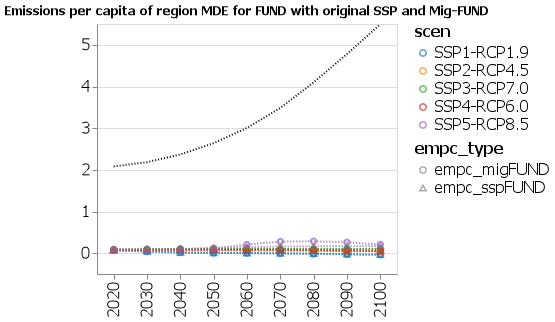 Emissions per capita of region MDE for FUND with original SSP and Mig-FUND
scen
SSP1-RCP1.9
SSP2-RCP4.5
SSP3-RCP7.0
SSP4-RCP6.0
SSP5-RCP8.5
empc_type
empc_migFUND
empc_sspFUND
5
4
3
2
1
0
2020
2030
2040
2050
2060
2070
2080
2090
2100